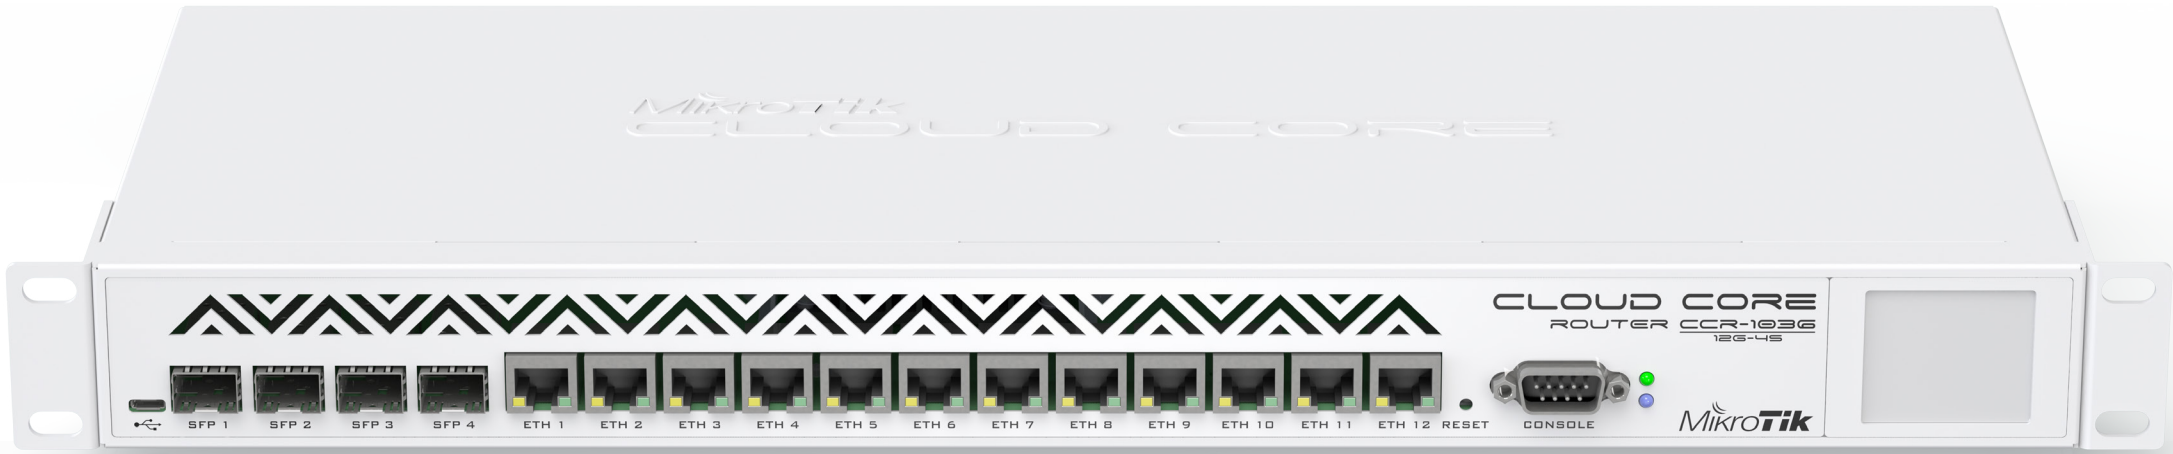 MikroTik
CLOUD CORE
CLOUD CORE
ROUTER CCR-1036
12G-4S
SFP 1 SFP 2 SFP 3 SFP 4 ETH 1 ETH 2 ETH 3 ETH 4 ETH 5 ETH 6 ETH 7 ETH 8 ETH 9 ETH 10 ETH 11 ETH 12 RESET CONSOLE
MikroTik